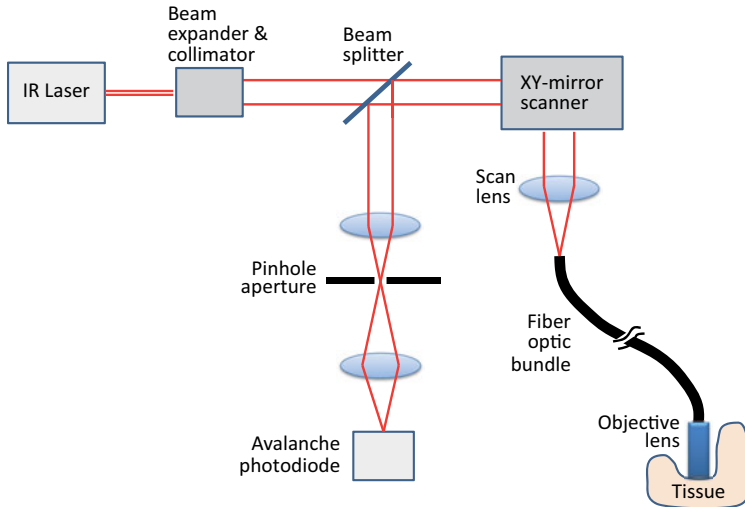 Beam
expander &
collimator
Beam
splitter
IR Laser
XY-mirror
scanner
Scan
lens
Pinhole
aperture
Fiber
optic
bundle
Objective
lens
Avalanche
photodiode
Tissue